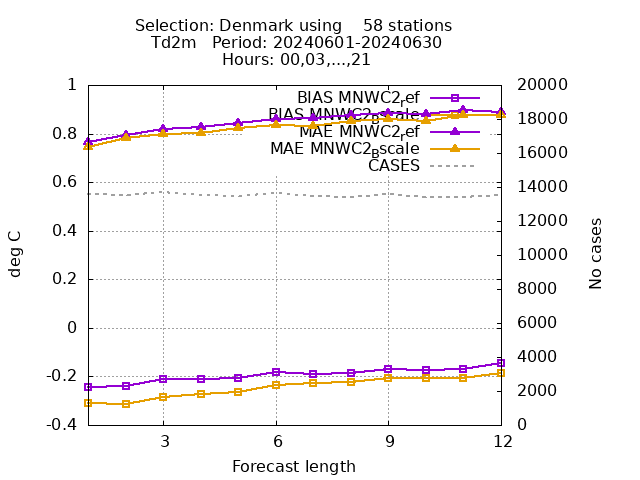 Selection: Denmark using 58 stations
Td2m Period: 20240601-20240630
Hours: 00,03,...,21
BIAS MNWC2ref
BIAS MNWC2Bscale
MAE MNWC2ref
MAE MNWC2Bscale
CASES
1
0.8
0.6
0.4
0.2
0
-0.2
-0.4
deg C
20000
18000
16000
14000
12000
10000
8000
6000
4000
2000
0
No cases
3 6 9 12
Forecast length